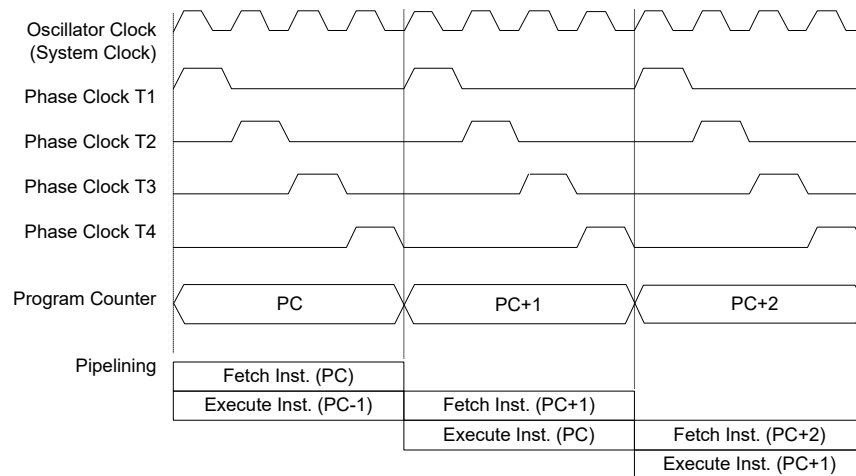 Oscillator Clock
(System Clock)
Phase Clock T1
Phase Clock T2
Phase Clock T3
Phase Clock T4
Program Counter
PC
PC+1
PC+2
Pipelining
Fetch Inst. (PC)
Execute Inst. (PC-1)
Fetch Inst. (PC+1)
Execute Inst. (PC)
Fetch Inst. (PC+2)
Execute Inst. (PC+1)